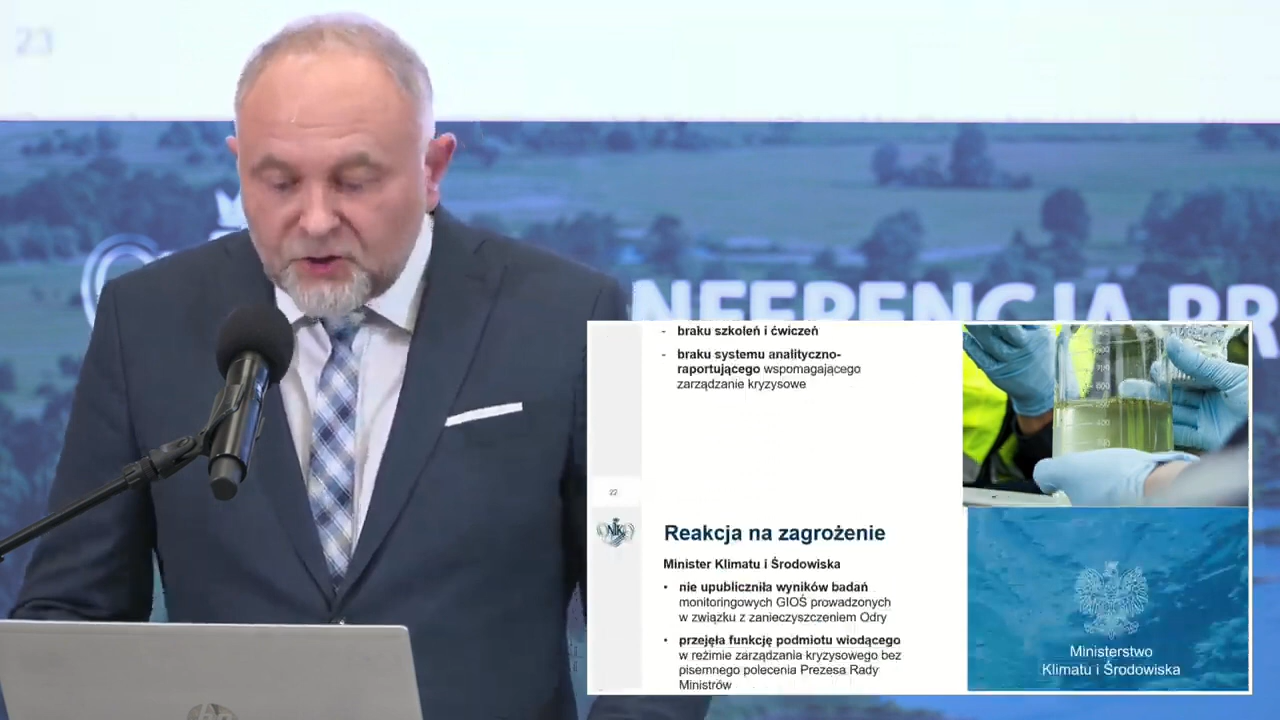 23
NFERENCJA PR
- braku szkoleń i ćwiczeń
- braku systemu analityczno-
raportującego wspomagającego
zarządzanie kryzysowe
22
NIK
Reakcja na zagrożenie
Minister Klimatu i Środowiska
• nie upubliczniła wyników badań
monitoringowych GIOŚ prowadzonych
w związku z zanieczyszczeniem Odry
• przejęła funkcję podmiotu wiodącego
w reżimie zarządzania kryzysowego bez
pisemnego polecenia Prezesa Rady
Ministrów
Ministerstwo
Klimatu i Środowiska